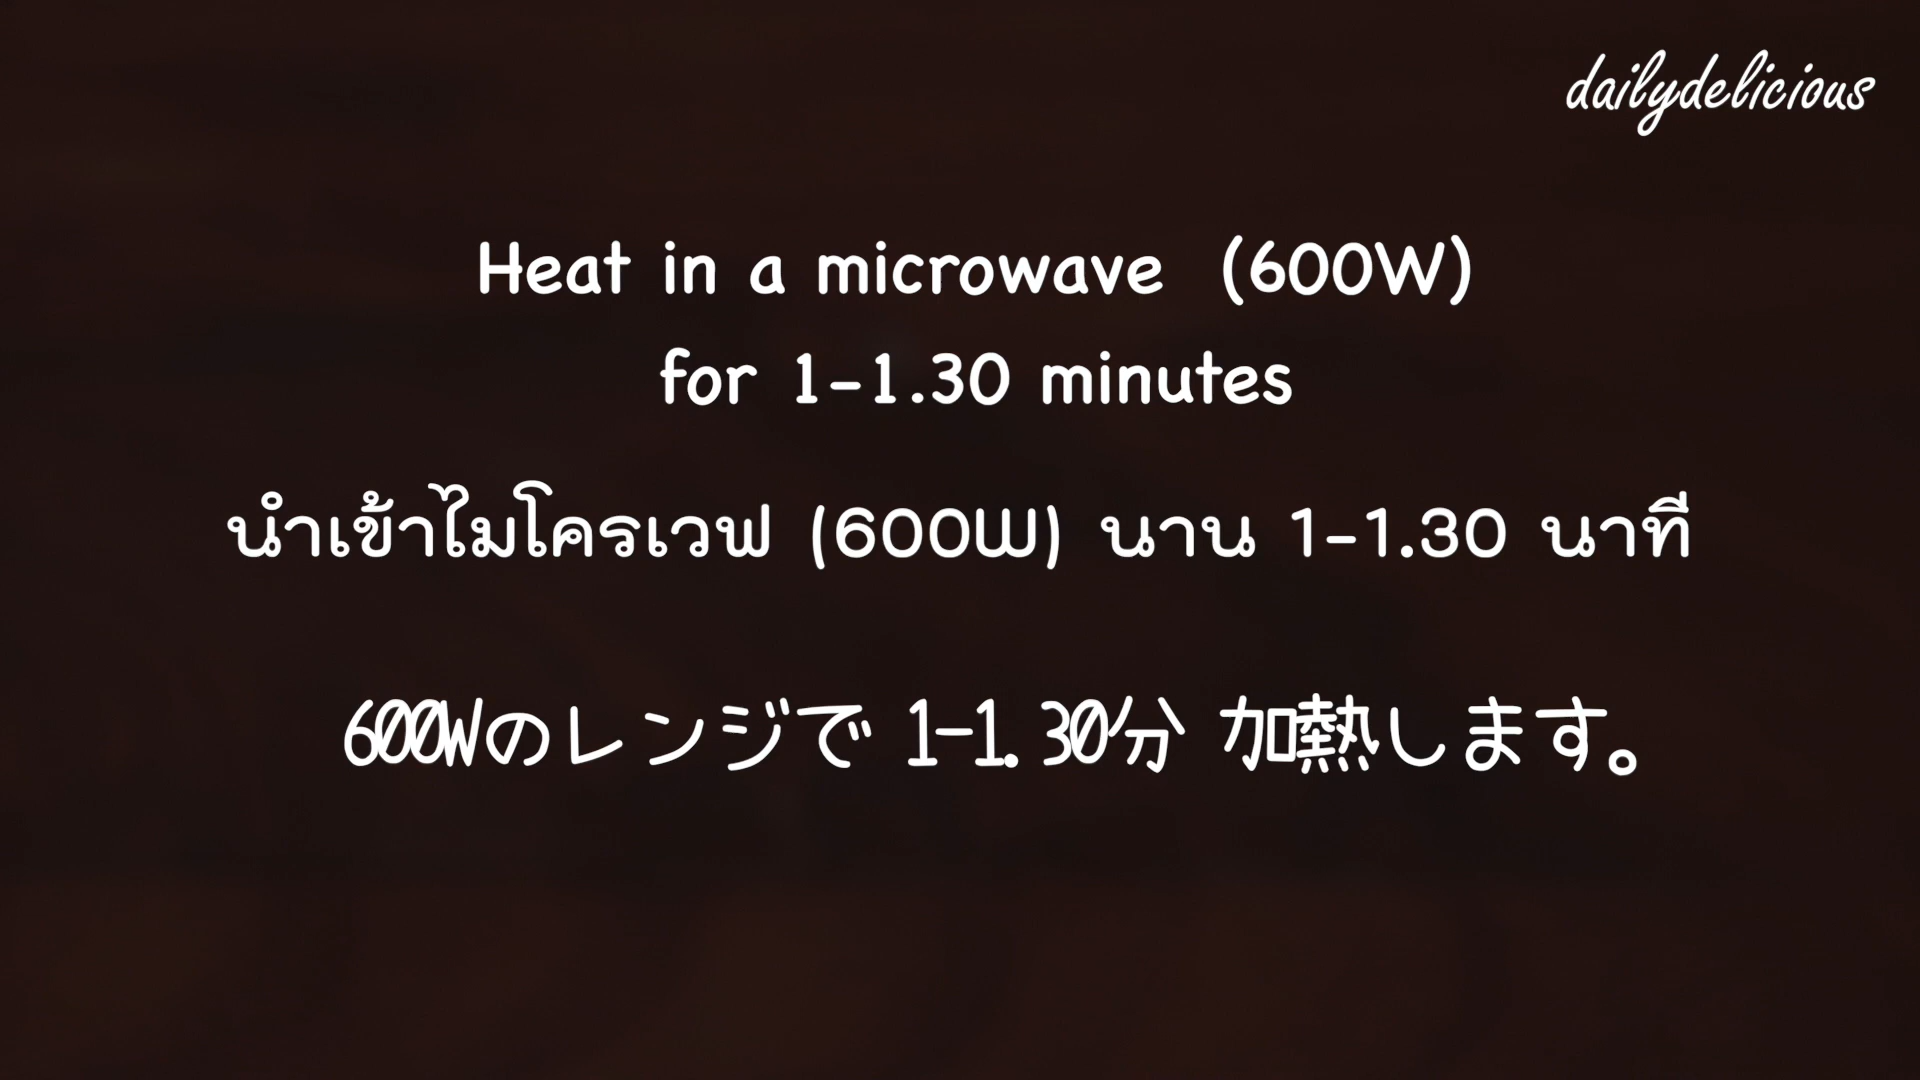 dailydelicious
Heat in a microwave (600W)
for 1-1.30 minutes
นำเข้าไมโครเวฟ (600W) นาน 1-1.30 นาที
600Wのレンジで 1-1.30分 加熱します。